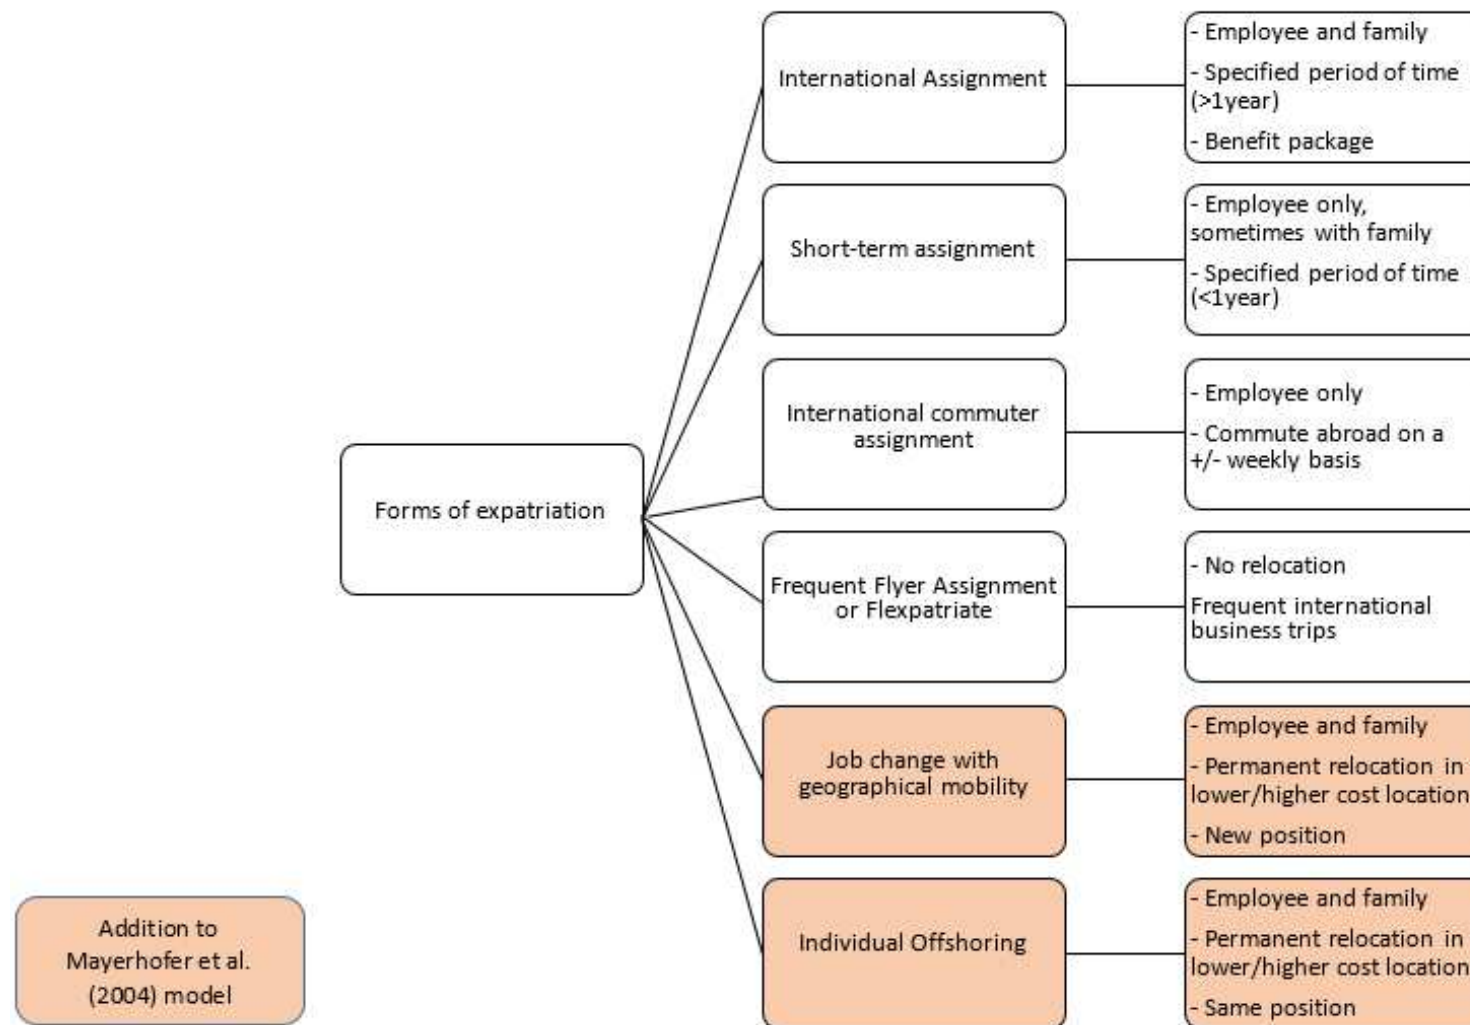 International Assignment
- Employee and family
- Specified period of time
(>1year)
- Benefit package
Short-term assignment
- Employee only,
sometimes with family
- Specified period of time
(<1year)
International commuter
assignment
- Employee only
- Commute abroad on a
+/- weekly basis
Forms of expatriation
Frequent Flyer Assignment
or Flexpatriate
- No relocation
Frequent international
business trips
Job change with
geographical mobility
- Employee and family
- Permanent relocation in
lower/higher cost location
- New position
Individual Offshoring
- Employee and family
- Permanent relocation in
lower/higher cost location
- Same position
Addition to
Mayerhofer et al.
(2004) model